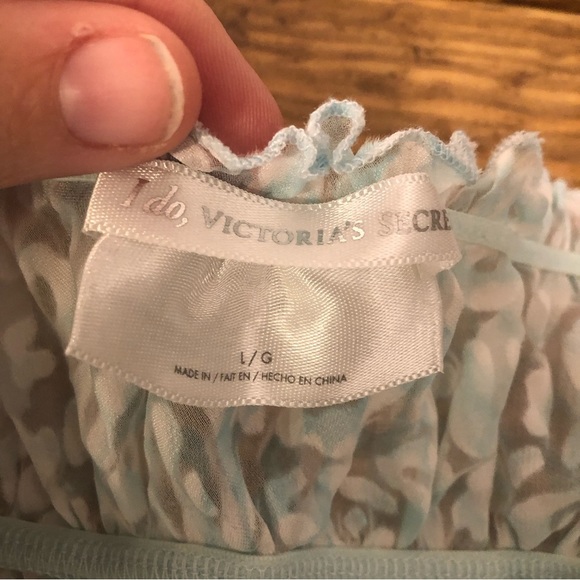 I do, VICTORIA'S SECRE
L/G
MADE IN / FAIT EN / HECHO EN CHINA